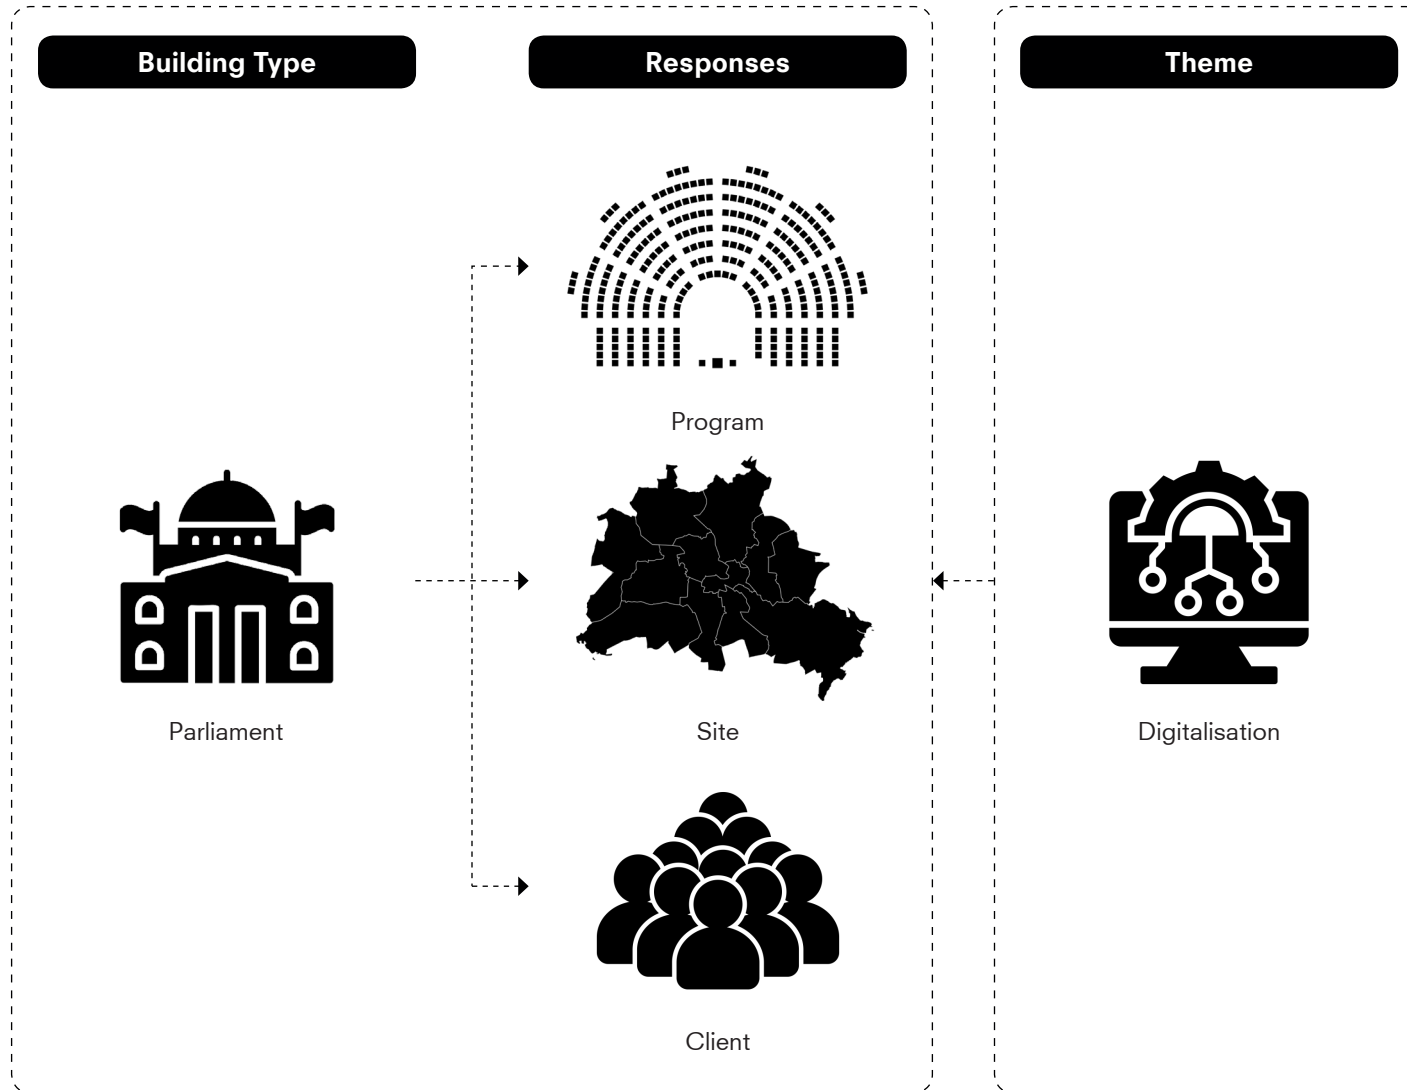 Building Type
Responses
Theme
Program
Parliament
Site
Digitalisation
Client